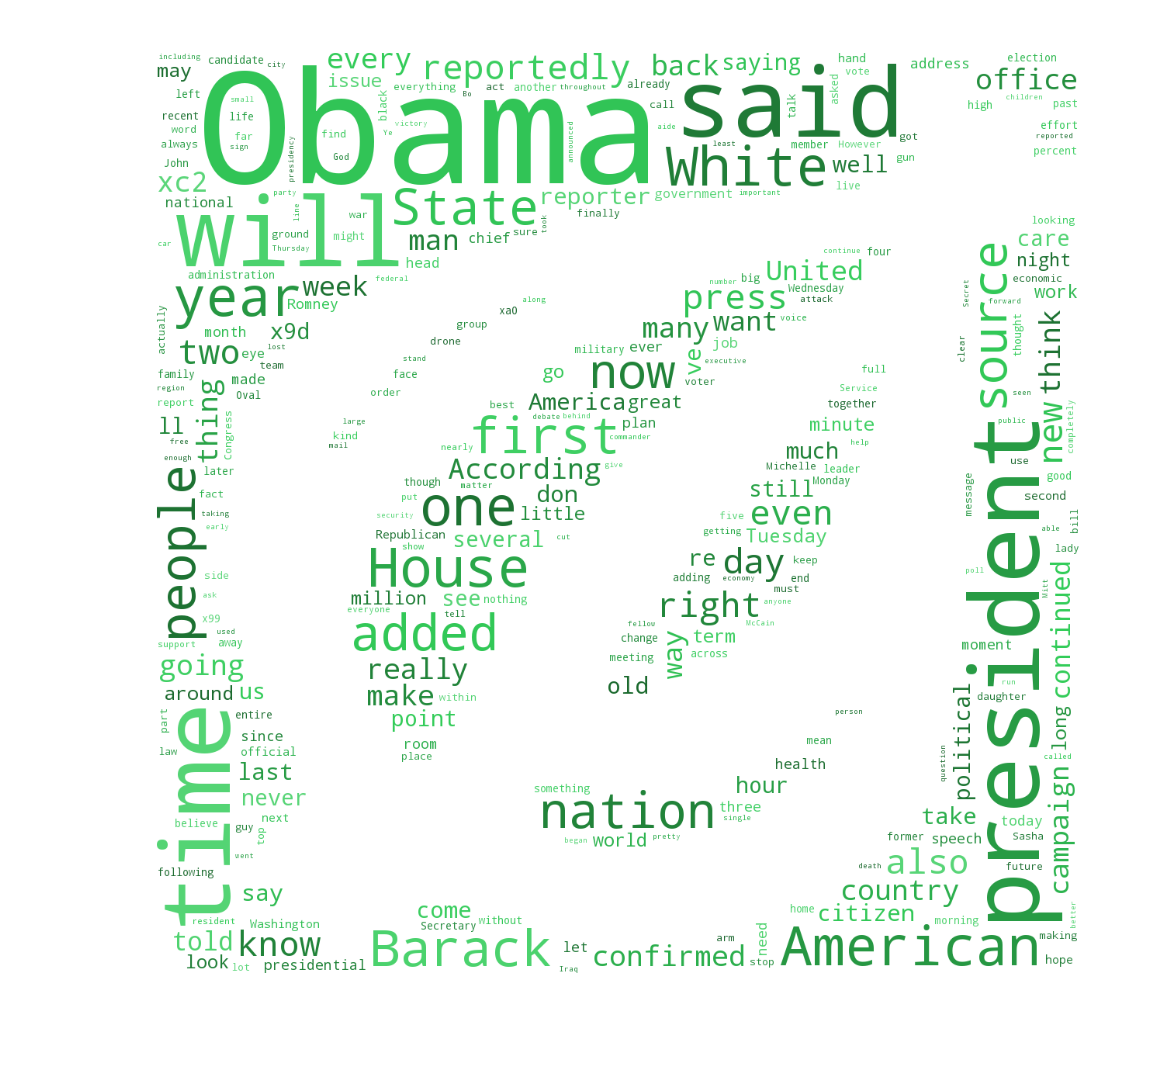 including
candidate
city
every
reportedly
back
saying
hand
address
election
may
issue
everything
act
another
throughout
already
vote
office
left
small
black
Obama
Bo
call
talk
asked
said
high
children
past
recent
life
victory
announced
got
effort
word
far
find
Ye
aide
least
member
However
reported
always
sign
God
presidency
White
well
gun
percent
John
xc2
live
national
party
will
State
reporter
government
important
line
war
finally
looking
car
ground
Thursday
might
man
chief
sure
took
continue
four
care
administration
head
federal
number
big
United
Secret
economic
night
year
week
Romney
along
press
Wednesday
attack
source
forward
work
actually
month
x9d
xa0
group
many
want
voice
clear
thought
think
two
eye
lost
drone
military
ever
job
team
stand
go
now
ve
executive
full
family
made
face
voter
Service
seen
region
Oval
order
best
America
great
together
report
thing
Congress
large
debate
behind
plan
minute
public
new
completely
ll
kind
first
commander
free
mail
nearly
much
help
president
use
enough
later
According
give
Michelle
leader
good
people
though
matter
still
Monday
message
second
fact
put
one
don
even
taking
security
little
five
bill
early
Republican
several
cut
getting
Tuesday
able
show
re
day
keep
lady
side
House
adding
economy
end
poll
Mitt
continued
ask
million
see
nothing
must
x99
everyone
tell
right
anyone
used
added
fellow
McCain
support
away
change
way
term
moment
going
really
meeting
across
run
around
us
make
within
old
political
daughter
part
entire
point
person
long
time
since
room
mean
law
official
place
question
called
last
health
campaign
never
something
hour
believe
next
nation
three
take
today
guy
top
single
former
speech
Sasha
began
world
pretty
went
also
following
death
future
say
country
come
home
citizen
morning
better
resident
Washington
Secretary
without
need
told
know
Barack
let
confirmed
arm
American
making
look
lot
presidential
Iraq
stop
hope